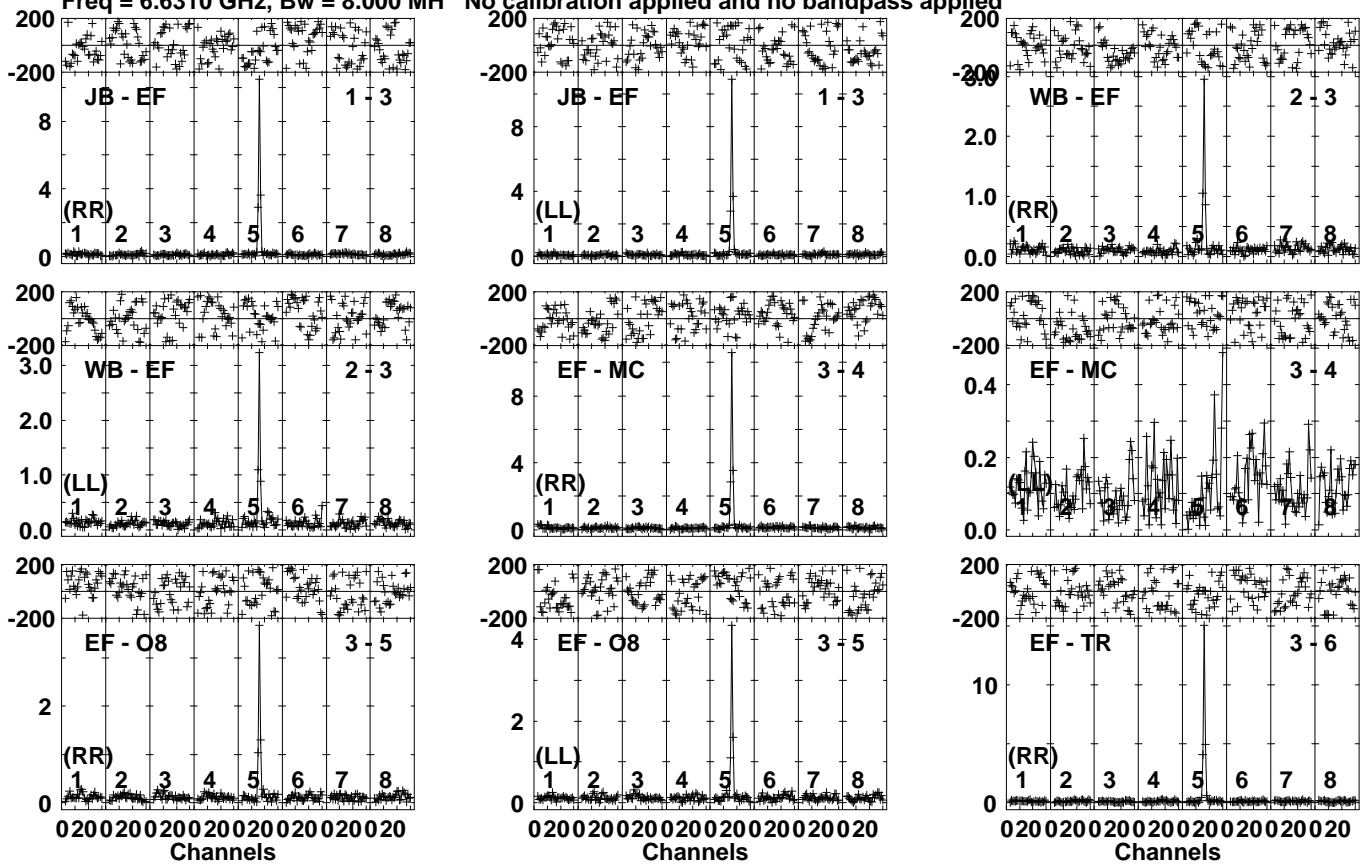 Freq = 6.6310 GHz, Bw = 8.000 MH No calibration applied and no bandpass applied
200 200 200
-200 -200 -200
JB - EF 1 - 3 JB - EF 1 - 3 3.0 WB - EF 2 - 3
8 8 2.0
4 4 1.0
(RR) (LL) (RR)
1 2 3 4 5 6 7 8 1 2 3 4 5 6 7 8 1 2 3 4 5 6 7 8
0 0 0.0
200 200 200
-200 -200 -200
3.0 WB - EF 2 - 3 EF - MC 3 - 4 EF - MC 3 - 4
2.0 8 0.4
1.0 4 0.2
(LL) (RR) (LL)
1 2 3 4 5 6 7 8 1 2 3 4 5 6 7 8 1 2 3 4 5 6 7 8
0.0 0 0.0
200 200 200
-200 -200 -200
EF - O8 3 - 5 4 EF - O8 3 - 5 EF - TR 3 - 6
2 2 10
(RR) (LL) (RR)
1 2 3 4 5 6 7 8 1 2 3 4 5 6 7 8 1 2 3 4 5 6 7 8
0 0 0
0 20 0 20 0 20 0 20 0 20 0 20 0 20 0 20 0 20 0 20 0 20 0 20 0 20 0 20 0 20 0 20 0 20 0 20 0 20 0 20 0 20 0 20 0 20 0 20
Channels Channels Channels